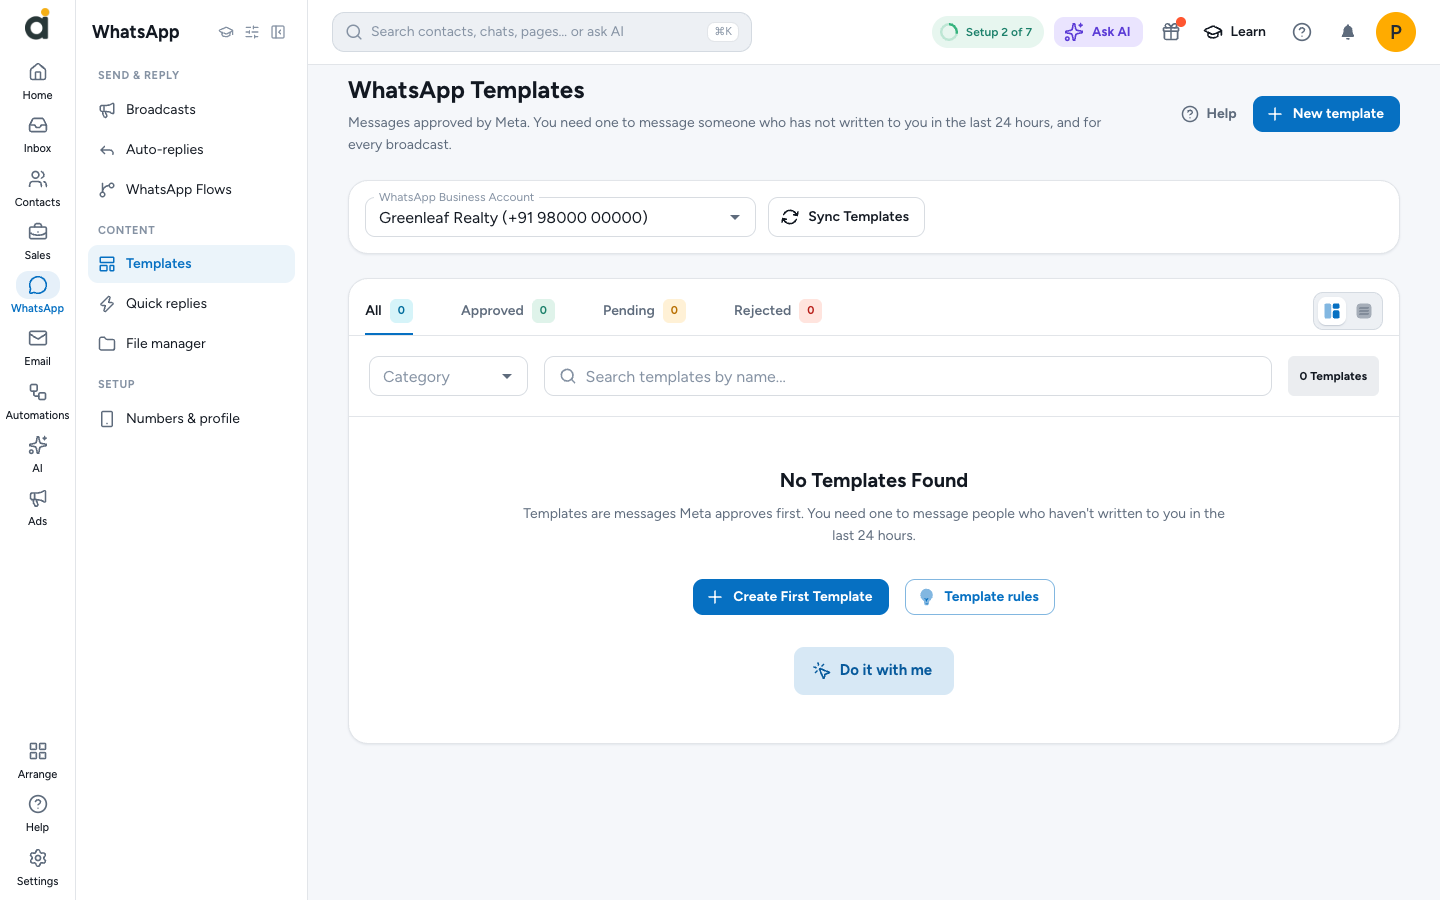 WhatsApp
Search contacts, chats, pages... or ask AI
⌘K
Setup 2 of 7
Ask AI
Learn
P
Home
Inbox
Contacts
Sales
WhatsApp
Email
Automations
AI
Ads
Arrange
Help
Settings
SEND & REPLY
Broadcasts
Auto-replies
WhatsApp Flows
CONTENT
Templates
Quick replies
File manager
SETUP
Numbers & profile
WhatsApp Templates
Messages approved by Meta. You need one to message someone who has not written to you in the last 24 hours, and for
every broadcast.
Help
New template
WhatsApp Business Account
Greenleaf Realty (+91 98000 00000)
Sync Templates
All 0
Approved 0
Pending 0
Rejected 0
Category
Search templates by name...
0 Templates
No Templates Found
Templates are messages Meta approves first. You need one to message people who haven't written to you in the
last 24 hours.
Create First Template
Template rules
Do it with me